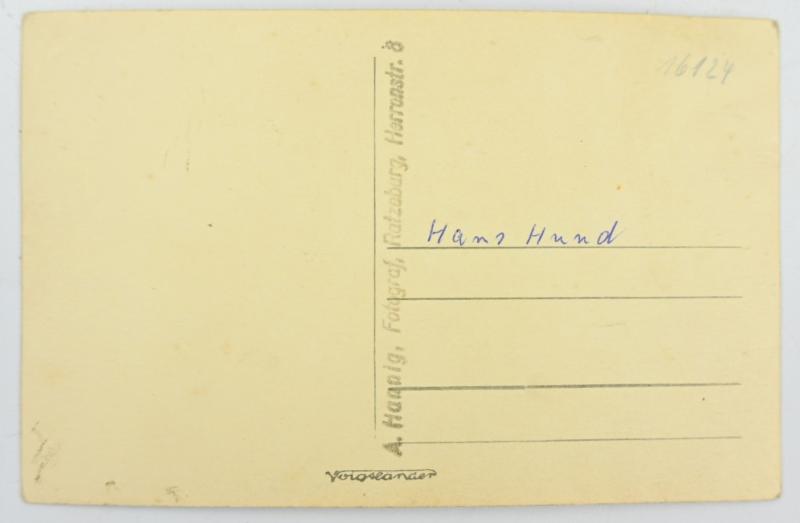 16124
A. Hannig, Fotograf, Ratzeburg, Herrenstr. 8
Hans Hund
Voigtländer